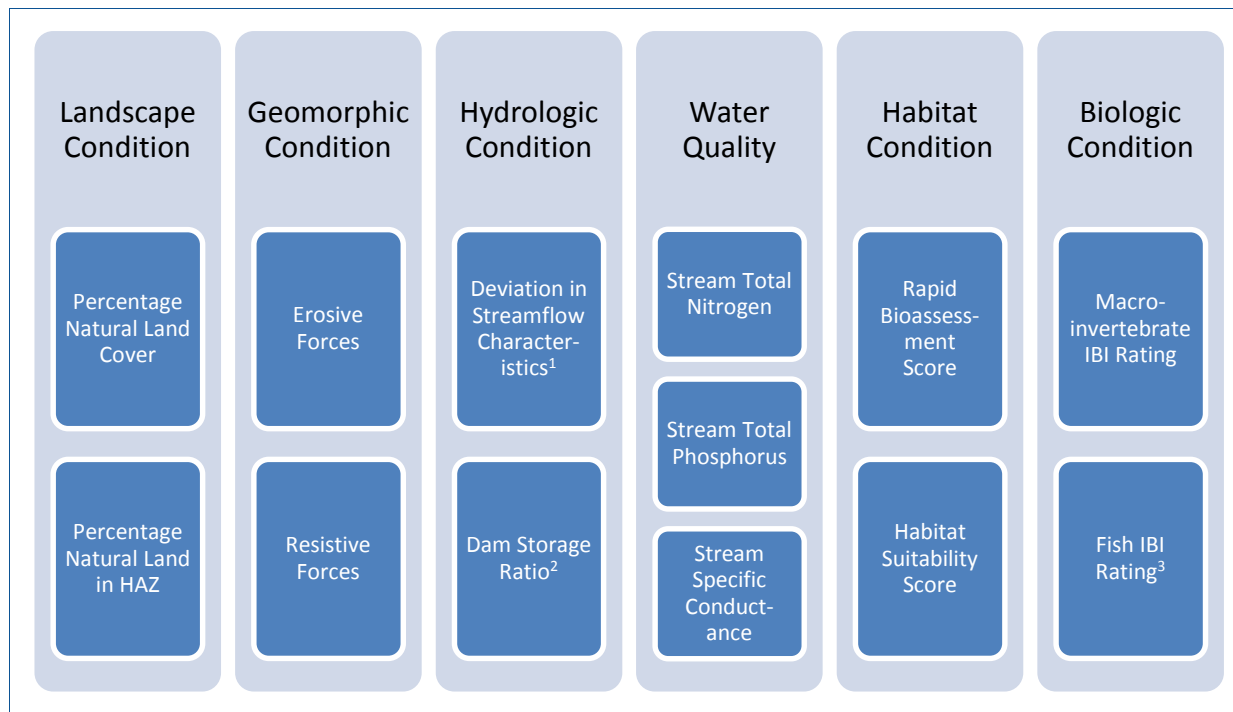 Landscape
Condition
Percentage
Natural Land
Cover
Percentage
Natural Land
in HAZ
Geomorphic
Condition
Erosive
Forces
Resistive
Forces
Hydrologic
Condition
Deviation in
Streamflow
Character-
istics¹
Dam Storage
Ratio²
Water
Quality
Stream Total
Nitrogen
Stream Total
Phosphorus
Stream
Specific
Conduct-
ance
Habitat
Condition
Rapid
Bioassess-
ment
Score
Habitat
Suitability
Score
Biologic
Condition
Macro-
invertebrate
IBI Rating
Fish IBI
Rating³